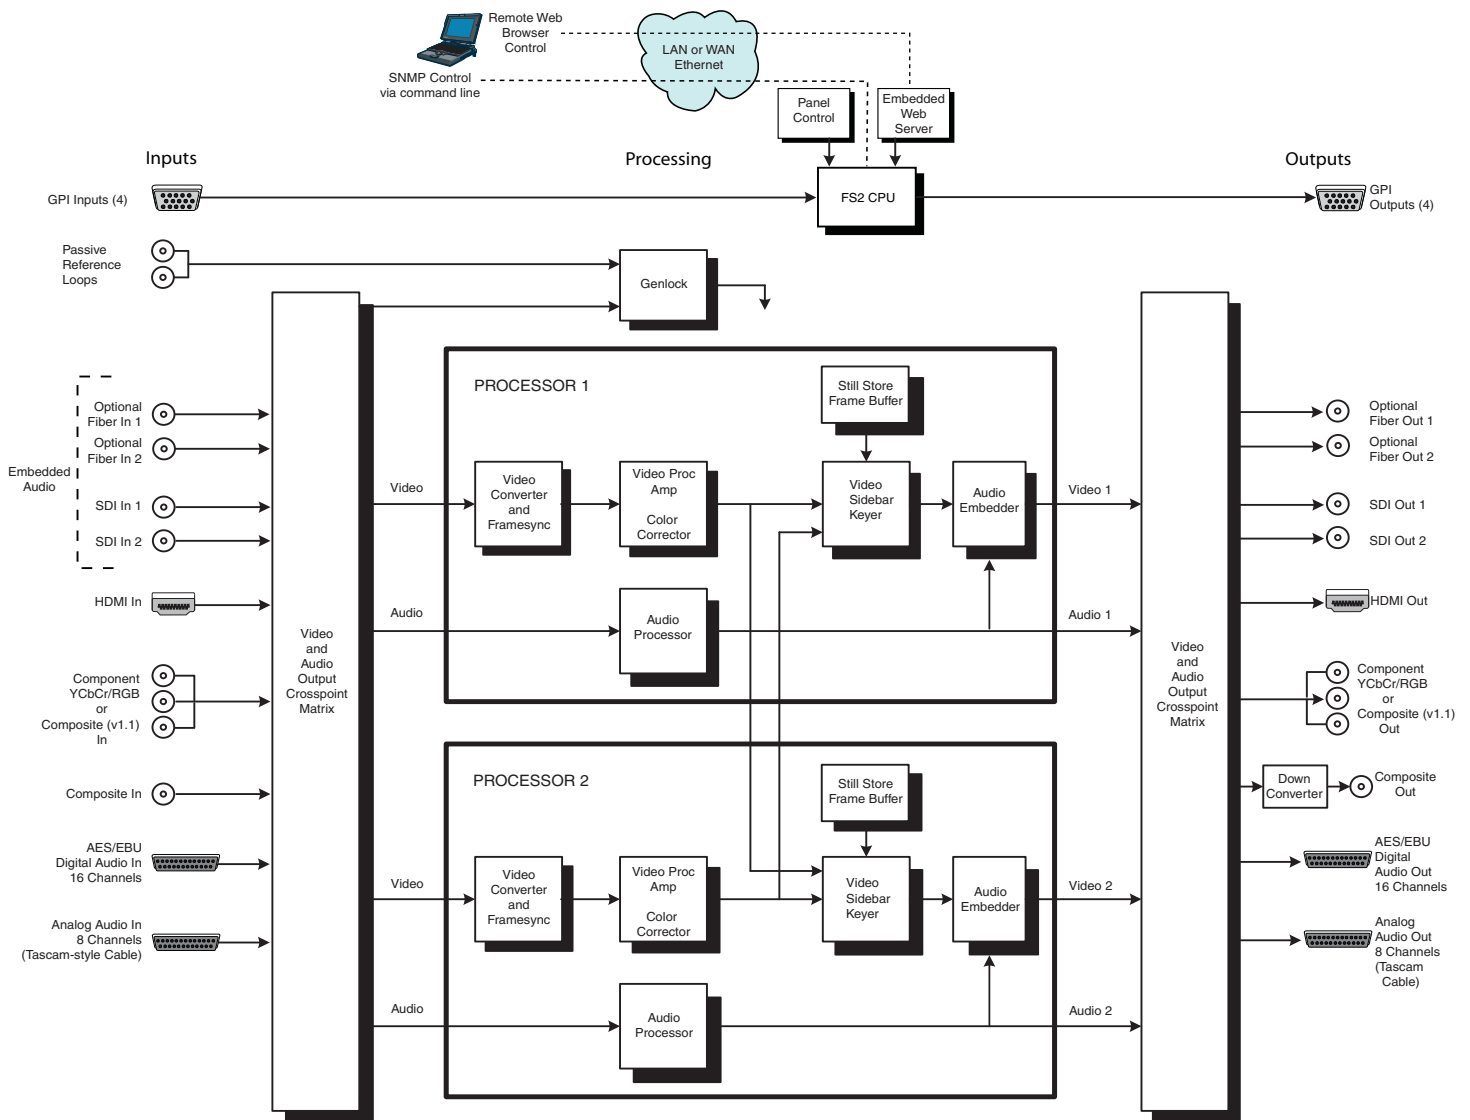 Remote Web
Browser
Control
SNMP Control
via command line
LAN or WAN
Ethernet
Panel
Control
Embedded
Web
Server
Inputs
Processing
Outputs
GPI Inputs (4)
FS2 CPU
GPI
Outputs (4)
Passive
Reference
Loops
Genlock
Embedded
Audio
Optional
Fiber In 1
Optional
Fiber In 2
SDI In 1
SDI In 2
HDMI In
Component
YCbCr/RGB
or
Composite (v1.1)
In
Composite In
AES/EBU
Digital Audio In
16 Channels
Analog Audio In
8 Channels
(Tascam-style Cable)
Video
and
Audio
Output
Crosspoint
Matrix
PROCESSOR 1
Still Store
Frame Buffer
Video
Video
Converter
and
Framesync
Video Proc
Amp
Color
Corrector
Video
Sidebar
Keyer
Audio
Embedder
Video 1
Audio
Audio
Processor
Audio 1
PROCESSOR 2
Still Store
Frame Buffer
Video
Video
Converter
and
Framesync
Video Proc
Amp
Color
Corrector
Video
Sidebar
Keyer
Audio
Embedder
Video 2
Audio
Audio
Processor
Audio 2
Video
and
Audio
Output
Crosspoint
Matrix
Optional
Fiber Out 1
Optional
Fiber Out 2
SDI Out 1
SDI Out 2
HDMI Out
Component
YCbCr/RGB
or
Composite (v1.1)
Out
Down
Converter
Composite
Out
AES/EBU
Digital
Audio Out
16 Channels
Analog
Audio Out
8 Channels
(Tascam
Cable)